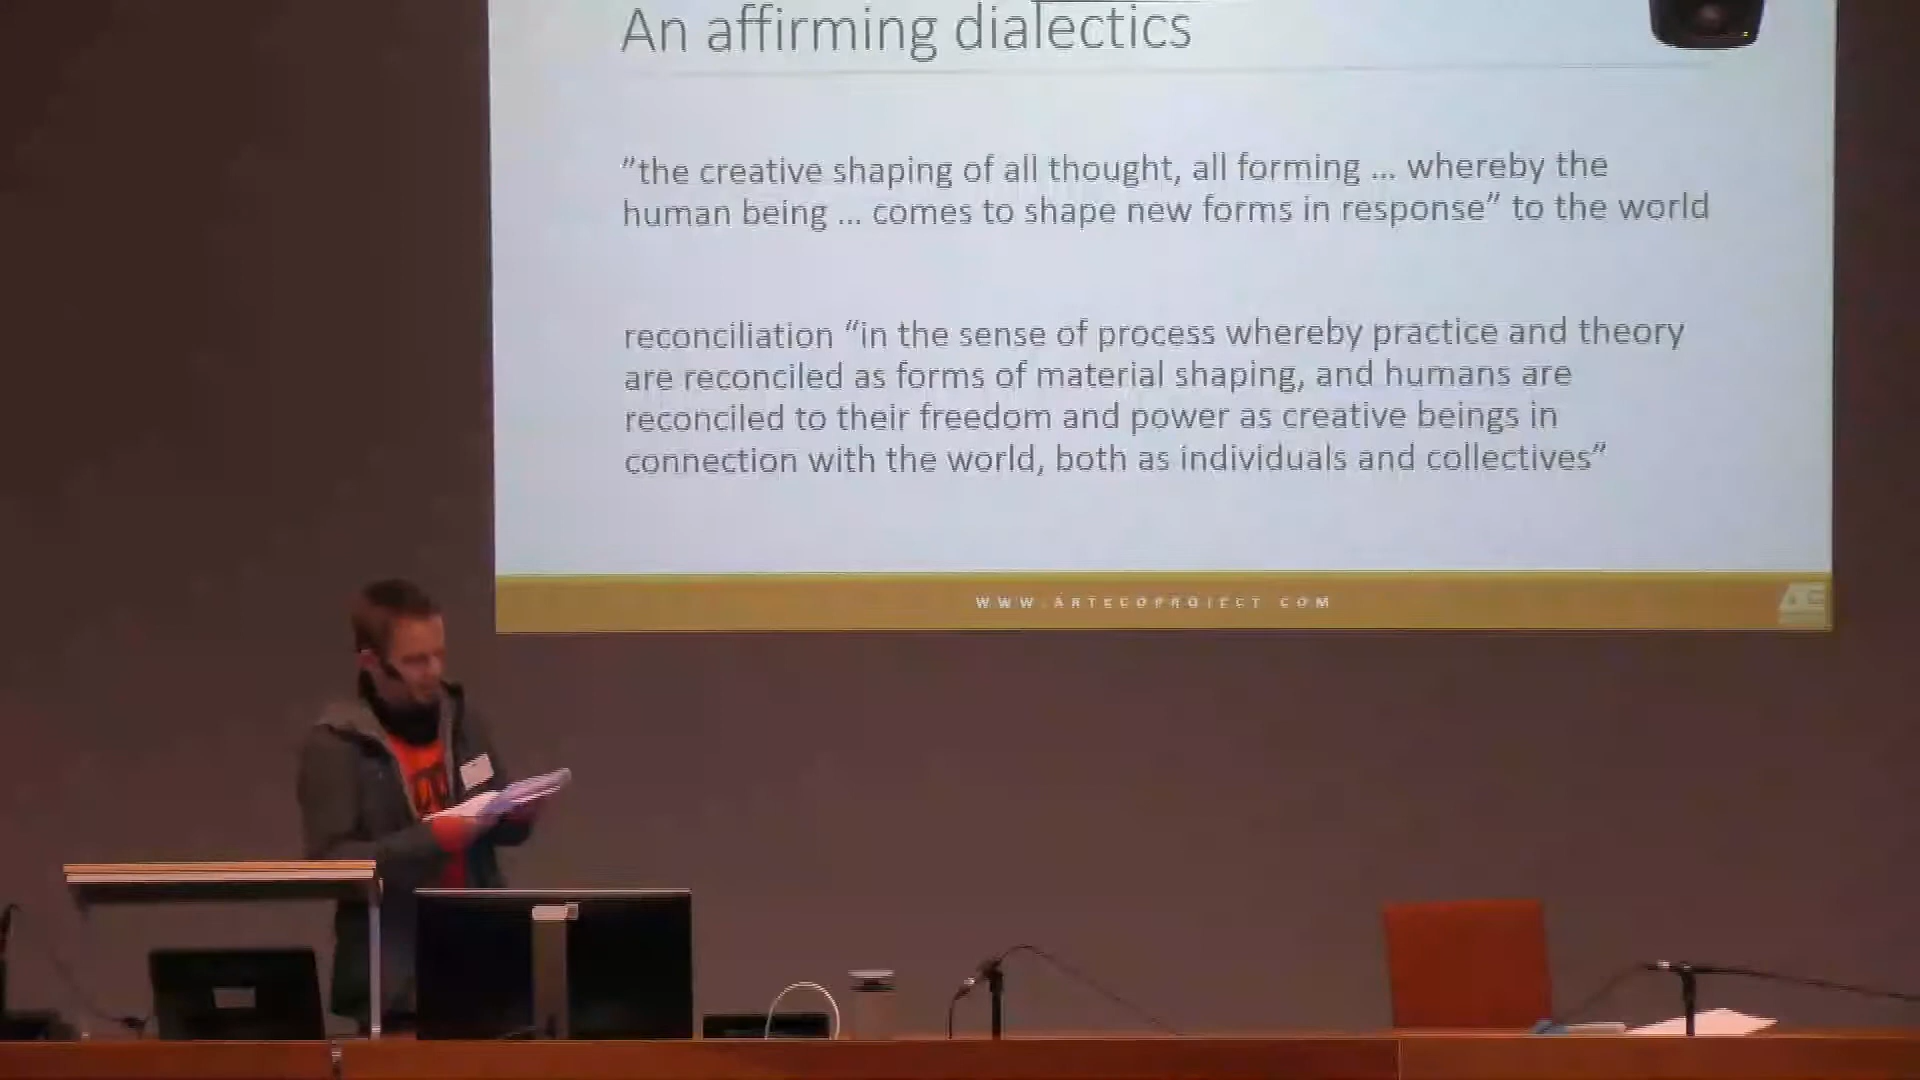 An affirming dialectics
”the creative shaping of all thought, all forming ... whereby the
human being ... comes to shape new forms in response” to the world
reconciliation “in the sense of process whereby practice and theory
are reconciled as forms of material shaping, and humans are
reconciled to their freedom and power as creative beings in
connection with the world, both as individuals and collectives”
WWW.ARTECOPROJECT.COM